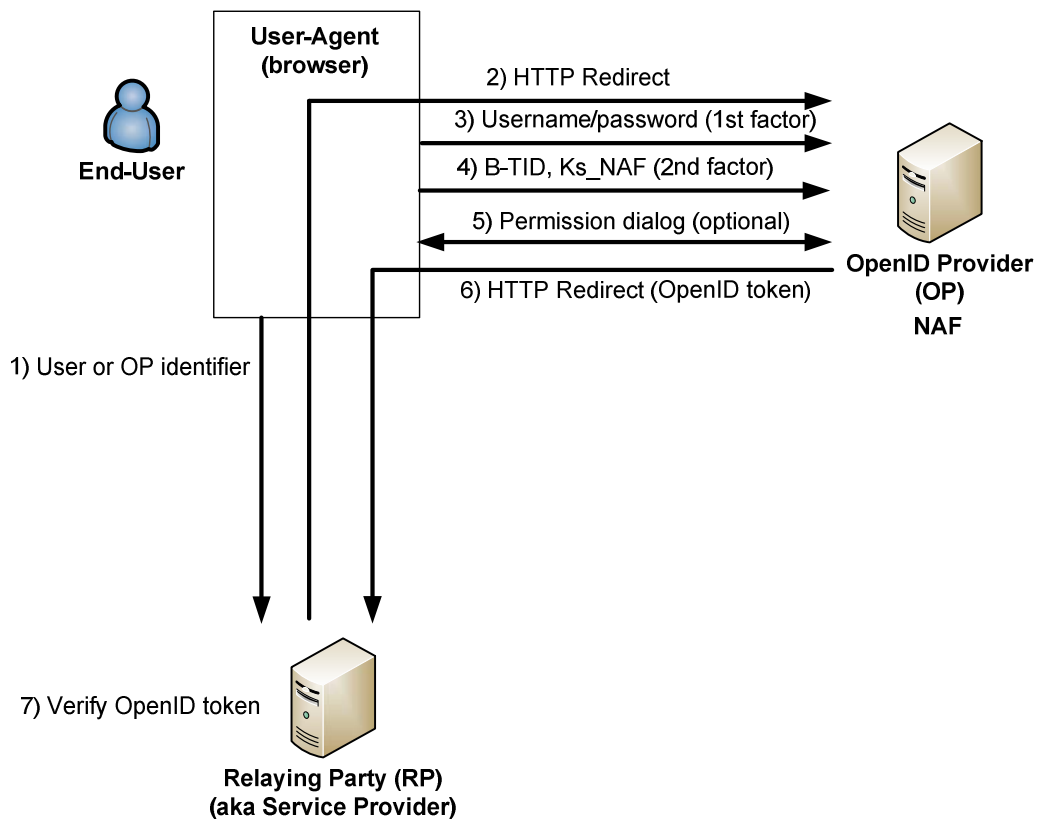 User-Agent
(browser)
End-User
2) HTTP Redirect
3) Username/password (1st factor)
4) B-TID, Ks_NAF (2nd factor)
5) Permission dialog (optional)
6) HTTP Redirect (OpenID token)
OpenID Provider
(OP)
NAF
1) User or OP identifier
7) Verify OpenID token
Relaying Party (RP)
(aka Service Provider)